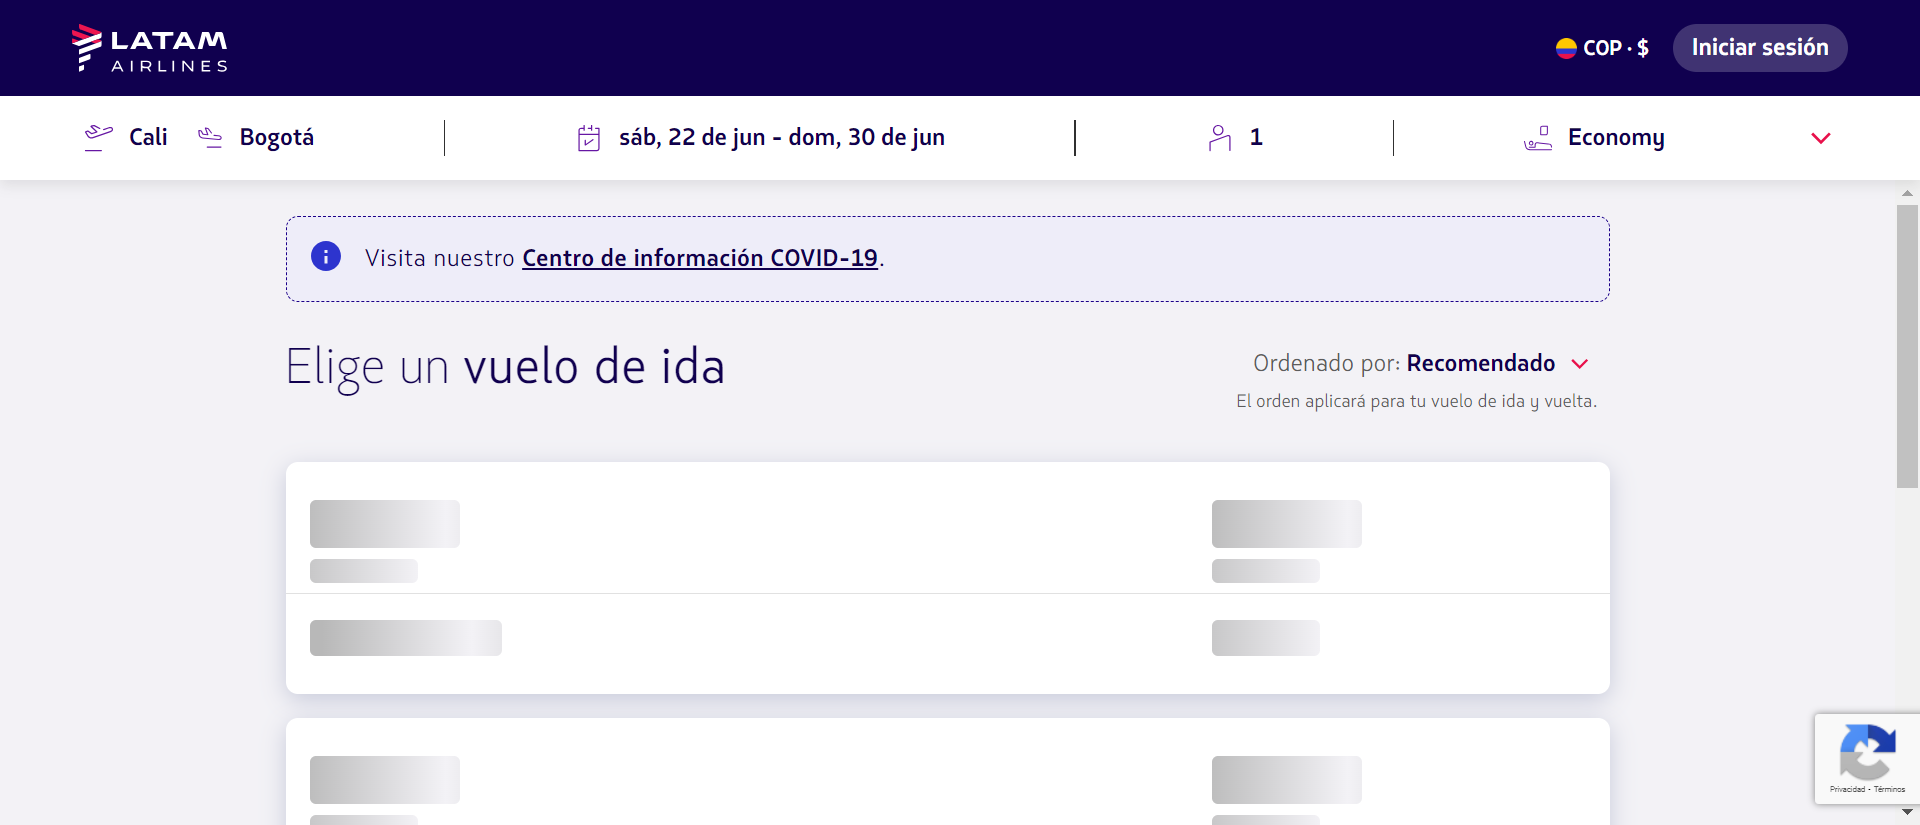 LATAM
AIRLINES
COP · $
Iniciar sesión
Cali
Bogotá
sáb, 22 de jun - dom, 30 de jun
1
Economy
Visita nuestro Centro de información COVID-19.
Elige un vuelo de ida
Ordenado por: Recomendado
El orden aplicará para tu vuelo de ida y vuelta.
Privacidad - Términos